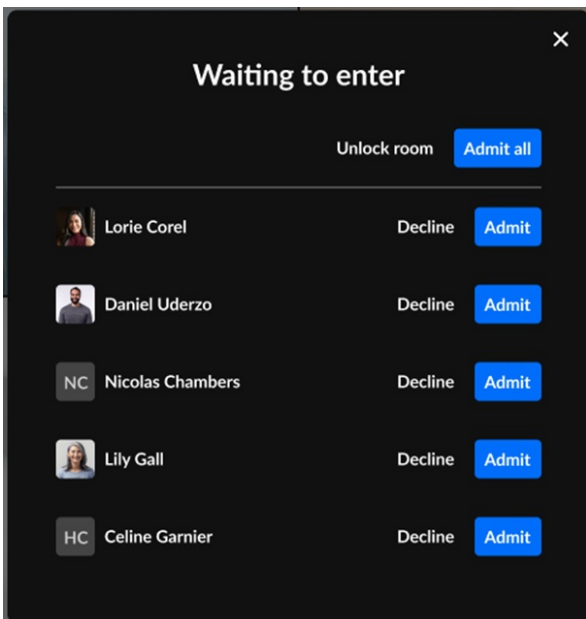 Waiting to enter
Unlock room Admit all
Lorie Corel Decline Admit
Daniel Uderzo Decline Admit
NC Nicolas Chambers Decline Admit
Lily Gall Decline Admit
HC Celine Garnier Decline Admit